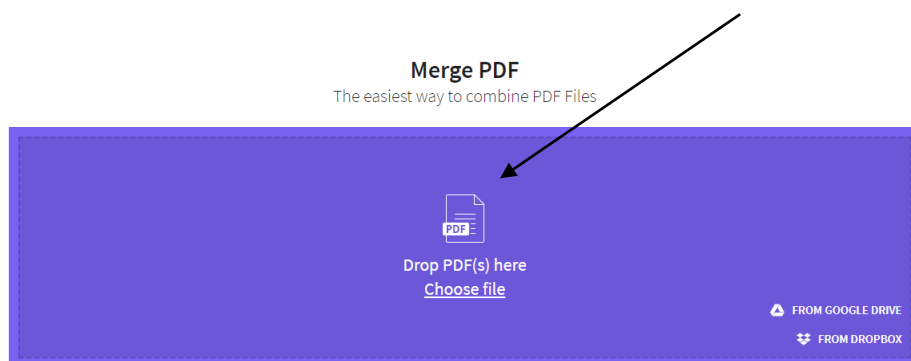 Merge PDF
The easiest way to combine PDF Files
PDF
Drop PDF(s) here
Choose file
FROM GOOGLE DRIVE
FROM DROPBOX